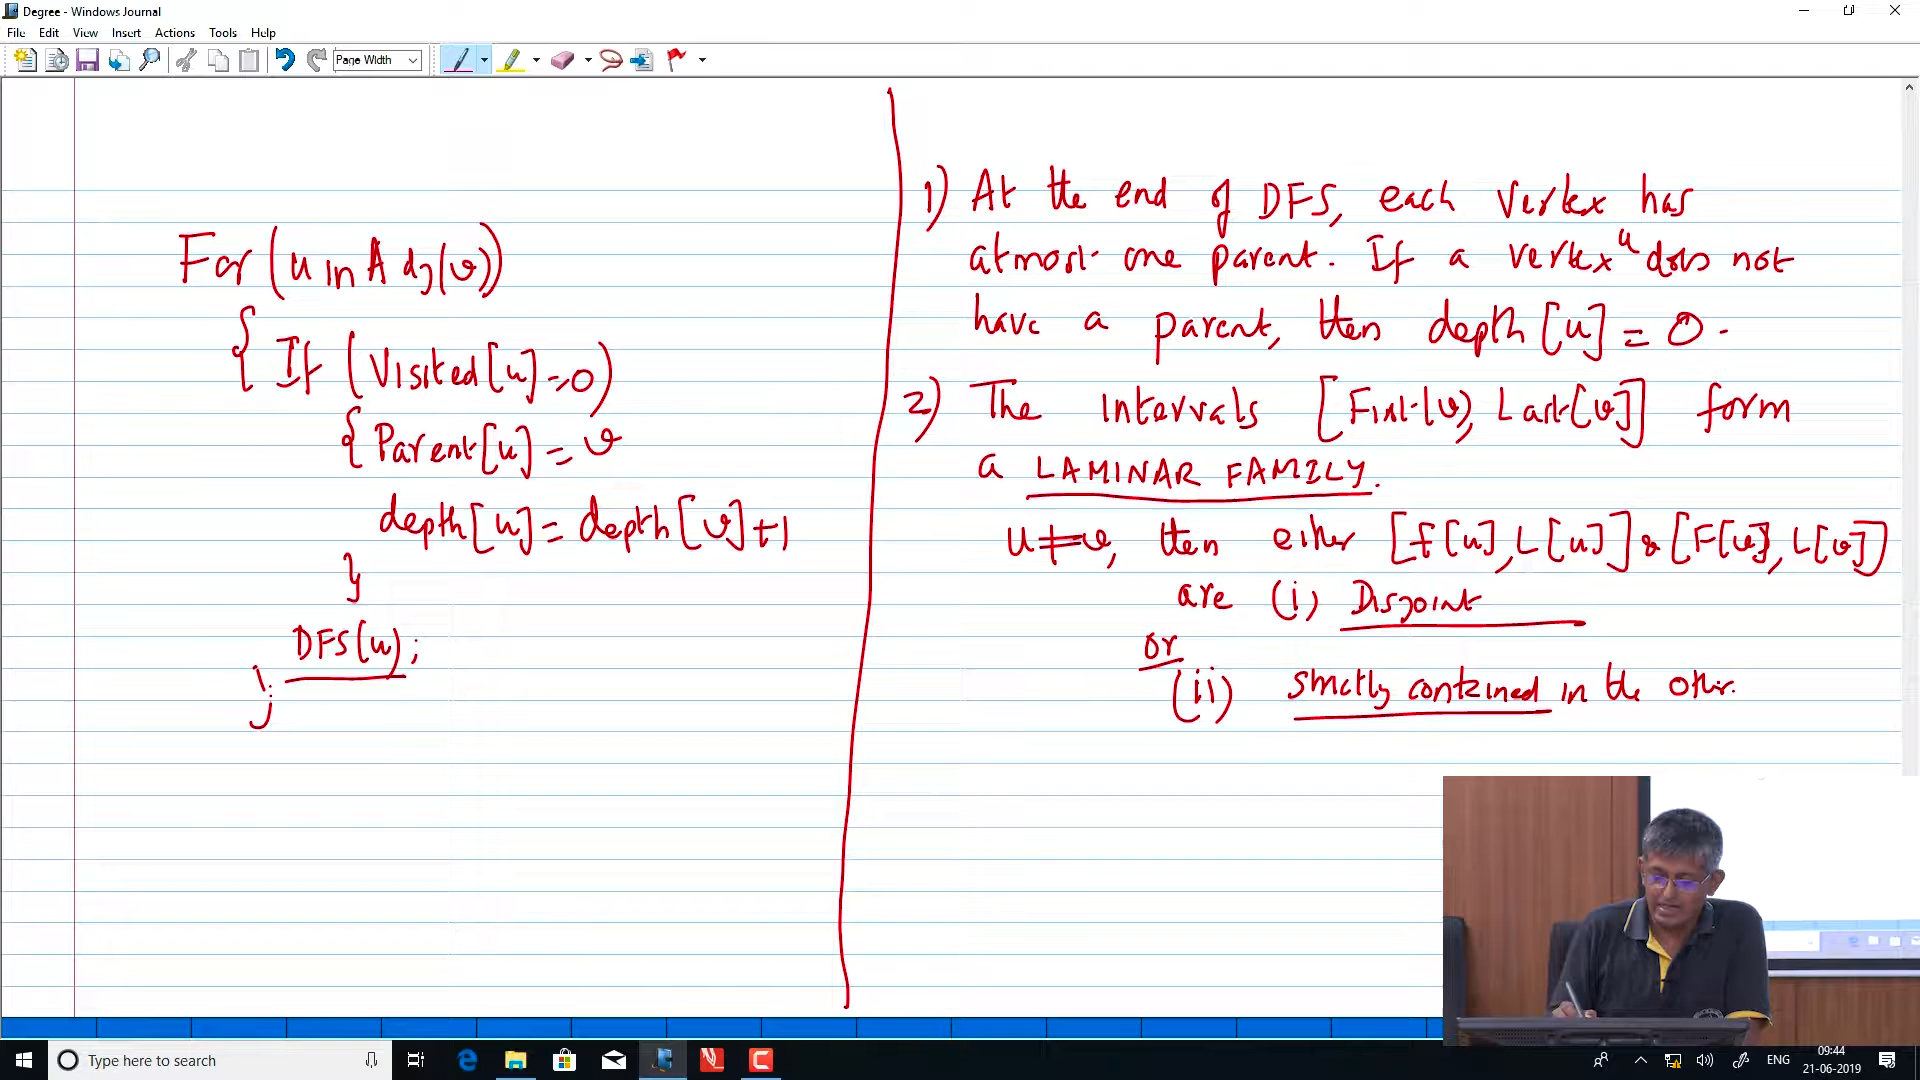 Degree - Windows Journal
File Edit View Insert Actions Tools Help
Page Width
For (u in Adj(v))
{ If (Visited[u]=0)
{ Parent[u] = v
depth[u] = depth[v]+1
}
DFS(u);
}
1) At the end of DFS, each vertex has
atmost one parent. If a vertex u does not
have a parent, then depth[u] = 0.
2) The intervals [First[v], Last[v]] form
a LAMINAR FAMILY.
u≠v, then either [F[u], L[u]] & [F[v], L[v]]
are (i) Disjoint
or
(ii) strictly contained in the other.
Type here to search
ENG
09:44
21-06-2019